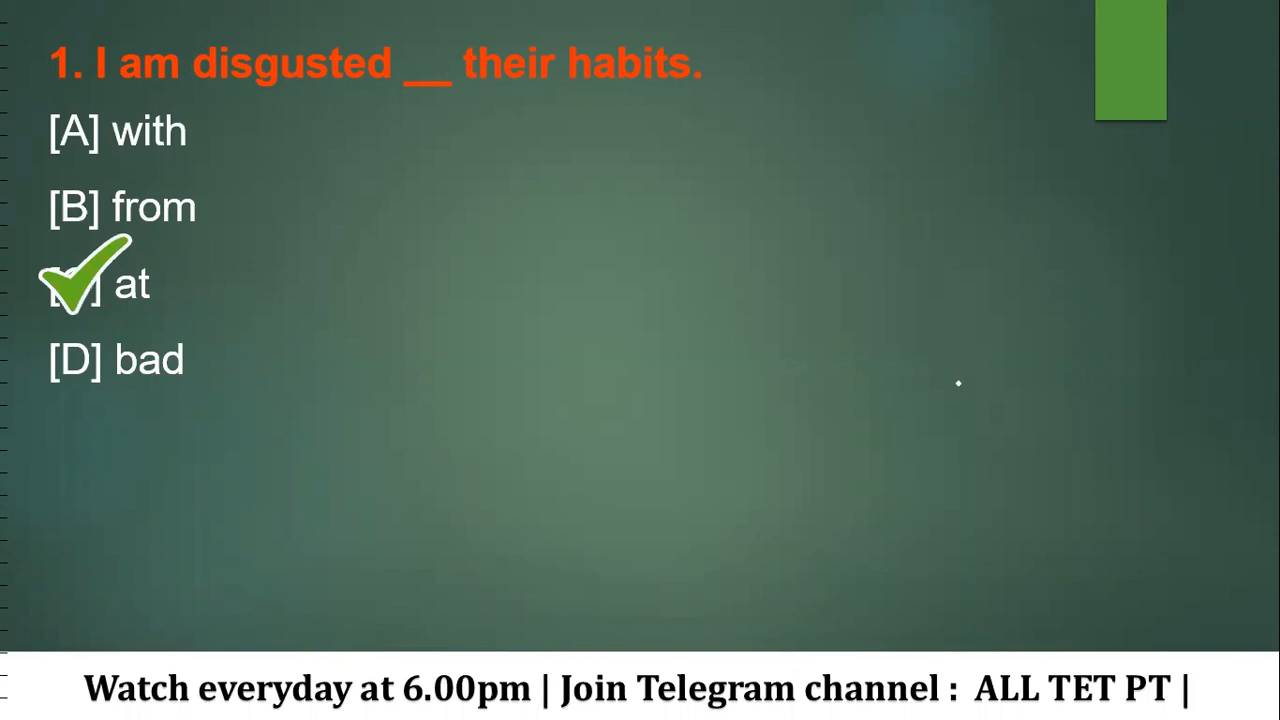 1. I am disgusted __ their habits.
[A] with
[B] from
[ ] at
[D] bad
Watch everyday at 6.00pm | Join Telegram channel : ALL TET PT |